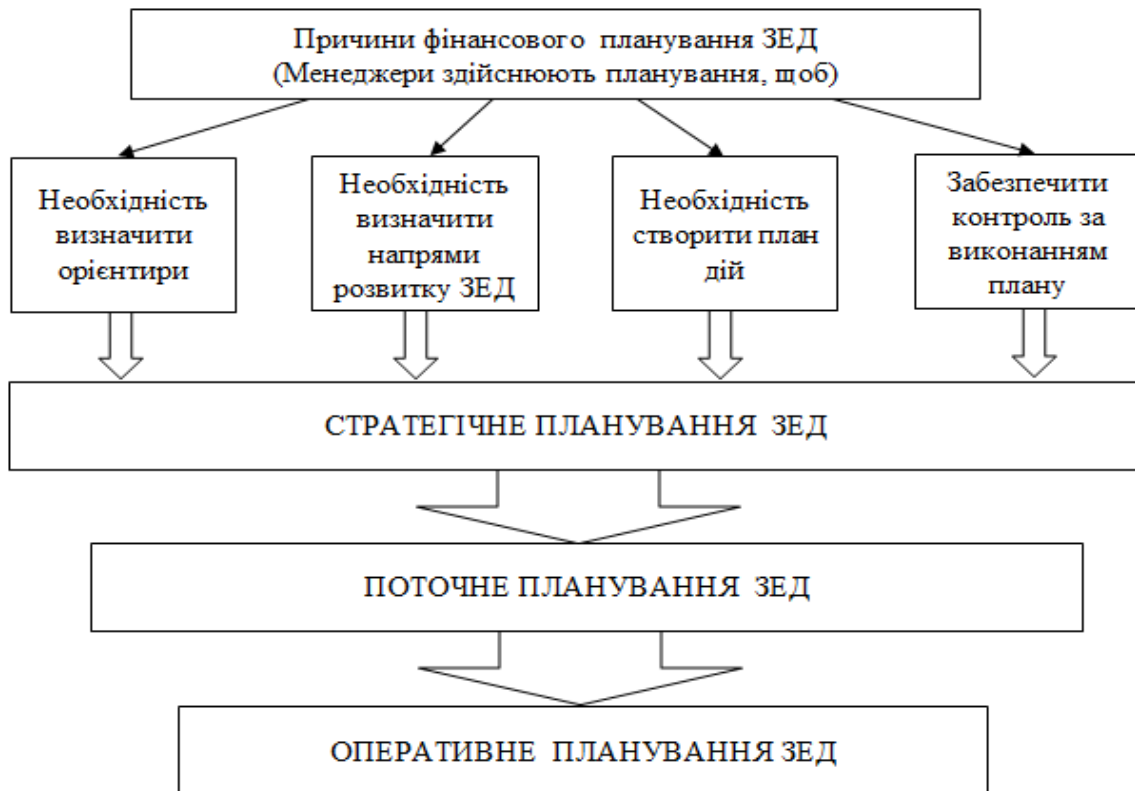 Причини фінансового планування ЗЕД
(Менеджери здійснюють планування, щоб)
Необхідність
визначити
орієнтири
Необхідність
визначити
напрями
розвитку ЗЕД
Необхідність
створити план
дій
Забезпечити
контроль за
виконанням
плану
СТРАТЕГІЧНЕ ПЛАНУВАННЯ ЗЕД
ПОТОЧНЕ ПЛАНУВАННЯ ЗЕД
ОПЕРАТИВНЕ ПЛАНУВАННЯ ЗЕД